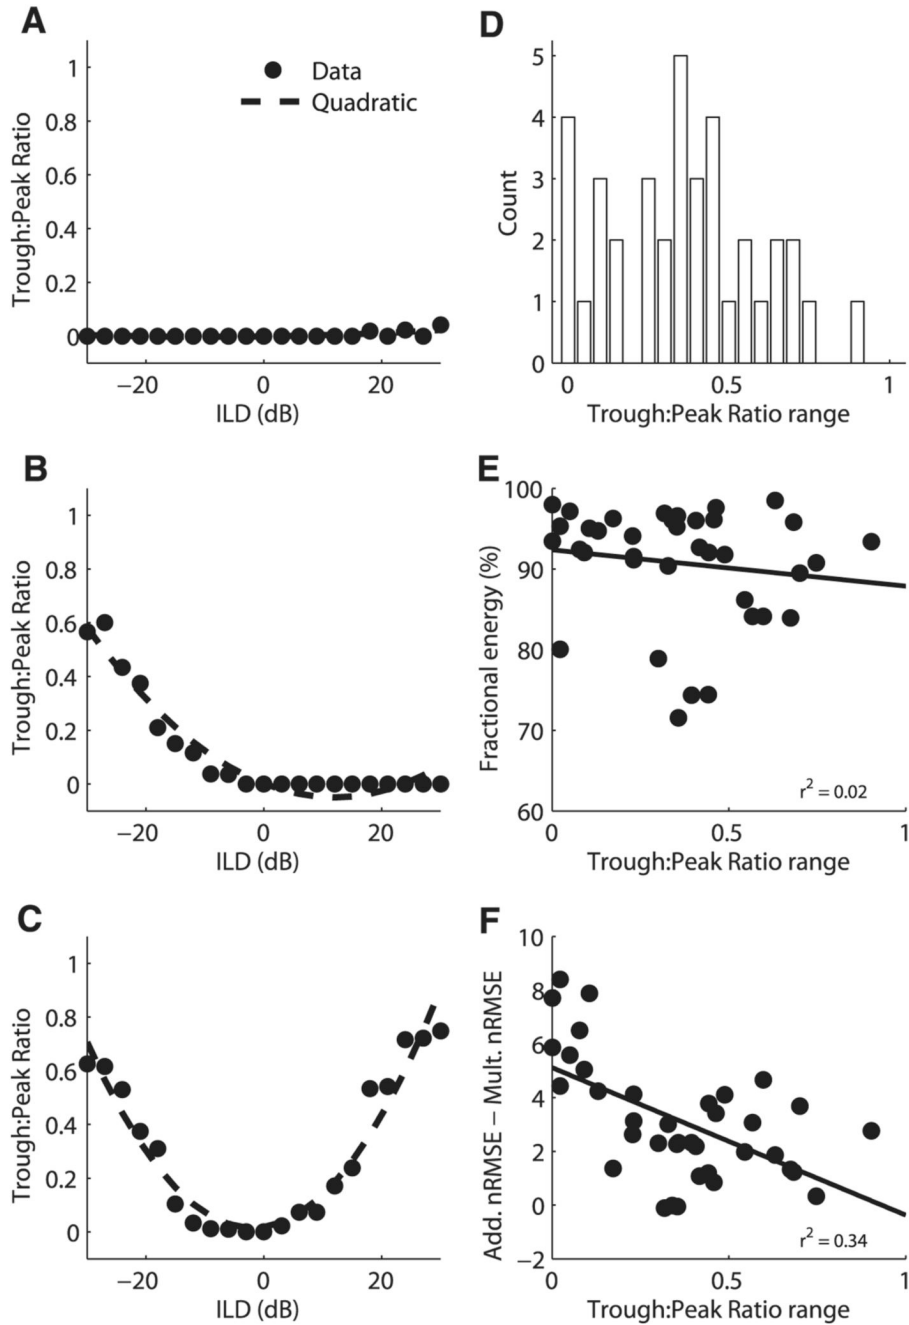 A
Trough:Peak Ratio
1
0.8
0.6
0.4
0.2
0
−20 0 20
ILD (dB)
Data
Quadratic
D
Count
5
4
3
2
1
0
0 0.5 1
Trough:Peak Ratio range
B
Trough:Peak Ratio
1
0.8
0.6
0.4
0.2
0
−20 0 20
ILD (dB)
E
Fractional energy (%)
100
90
80
70
60
0 0.5 1
r² = 0.02
Trough:Peak Ratio range
C
Trough:Peak Ratio
1
0.8
0.6
0.4
0.2
0
−20 0 20
ILD (dB)
F
Add. nRMSE − Mult. nRMSE
10
8
6
4
2
0
−2
0 0.5 1
r² = 0.34
Trough:Peak Ratio range